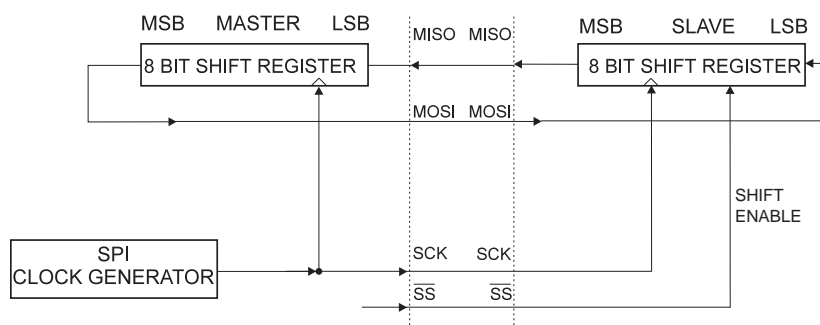 MSB MASTER LSB
MISO MISO
MSB SLAVE LSB
8 BIT SHIFT REGISTER
8 BIT SHIFT REGISTER
MOSI MOSI
SHIFT
ENABLE
SPI
CLOCK GENERATOR
SCK SCK
SS SS